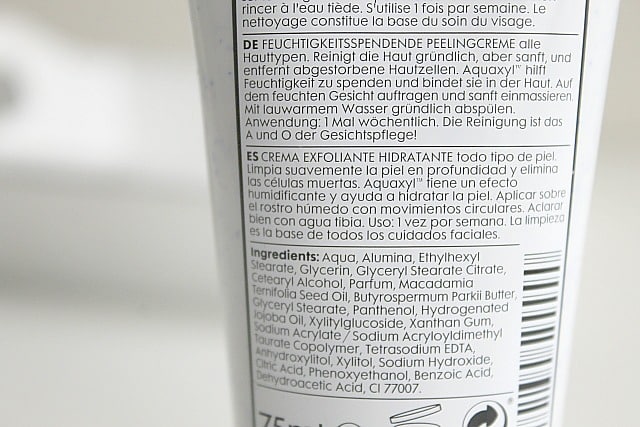 rincer à l'eau tiède. S'utilise 1 fois par semaine. Le
nettoyage constitue la base du soin du visage.
DE FEUCHTIGKEITSSPENDENDE PEELINGCREME alle
Hauttypen. Reinigt die Haut gründlich, aber sanft, und
entfernt abgestorbene Hautzellen. Aquaxyl™ hilft
Feuchtigkeit zu spenden und bindet sie in der Haut. Auf
dem feuchten Gesicht auftragen und sanft einmassieren.
Mit lauwarmem Wasser gründlich abspülen.
Anwendung: 1 Mal wöchentlich. Die Reinigung ist das
A und O der Gesichtspflege!
ES CREMA EXFOLIANTE HIDRATANTE todo tipo de piel.
Limpia suavemente la piel en profundidad y elimina
las células muertas. Aquaxyl™ tiene un efecto
humidificante y ayuda a hidratar la piel. Aplicar sobre
el rostro húmedo con movimientos circulares. Aclarar
bien con agua tibia. Uso: 1 vez por semana. La limpieza
es la base de todos los cuidados faciales.
Ingredients: Aqua, Alumina, Ethylhexyl
Stearate, Glycerin, Glyceryl Stearate Citrate,
Cetearyl Alcohol, Parfum, Macadamia
Ternifolia Seed Oil, Butyrospermum Parkii Butter,
Glyceryl Stearate, Panthenol, Hydrogenated
Jojoba Oil, Xylitylglucoside, Xanthan Gum,
Sodium Acrylate / Sodium Acryloyldimethyl
Taurate Copolymer, Tetrasodium EDTA,
Anhydroxylitol, Xylitol, Sodium Hydroxide,
Citric Acid, Phenoxyethanol, Benzoic Acid,
Dehydroacetic Acid, CI 77007.
75 ml